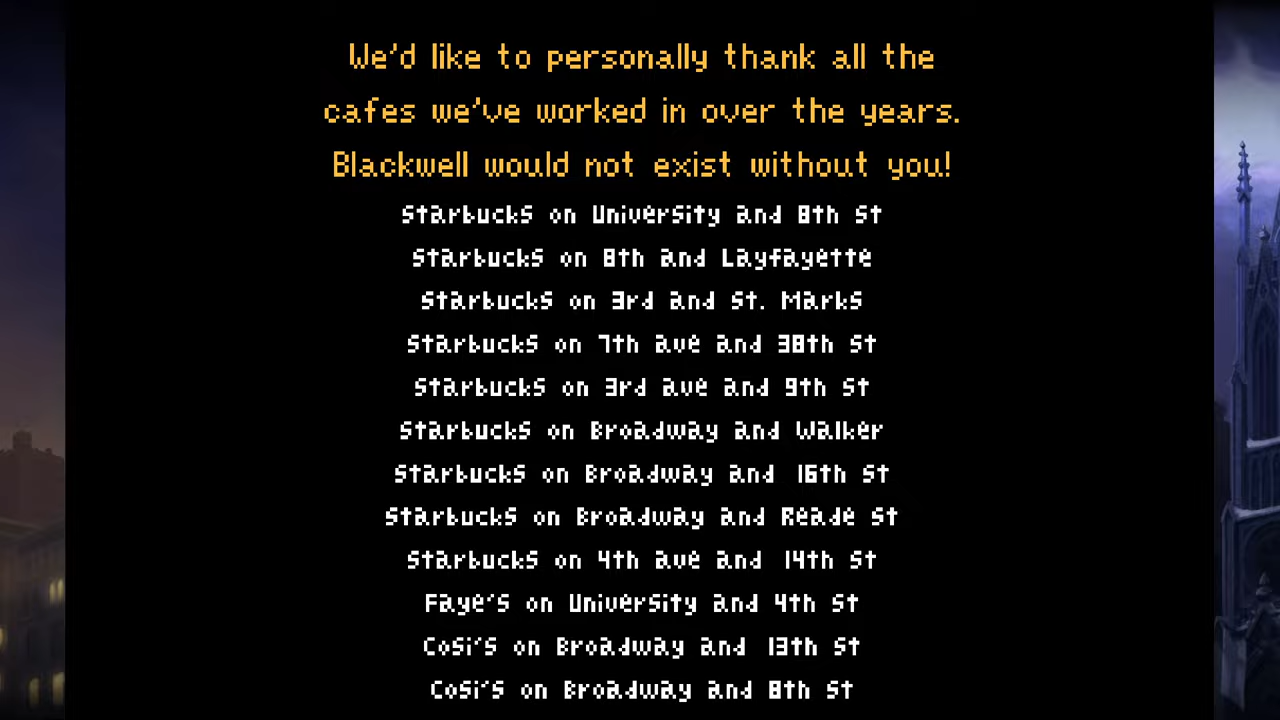 We'd like to personally thank all the
cafes we've worked in over the years.
Blackwell would not exist without you!
Starbucks on University and 8th St
Starbucks on 8th and Layfayette
Starbucks on 3rd and St. Marks
Starbucks on 7th ave and 38th St
Starbucks on 3rd ave and 9th St
Starbucks on Broadway and Walker
Starbucks on Broadway and 16th St
Starbucks on Broadway and Reade St
Starbucks on 4th ave and 14th St
Faye's on University and 4th St
Cosi's on Broadway and 13th St
Cosi's on Broadway and 8th St